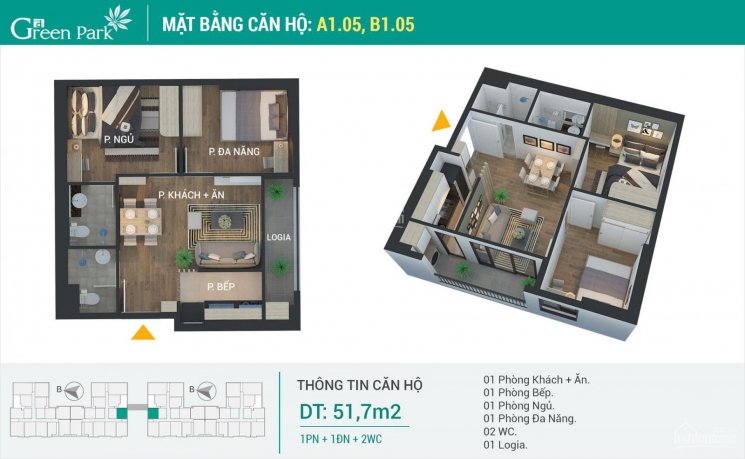 Green Park
MẶT BẰNG CĂN HỘ: A1.05, B1.05
P. NGỦ
P. ĐA NĂNG
P. KHÁCH + ĂN
LOGIA
P. BẾP
B
B
THÔNG TIN CĂN HỘ
DT: 51,7m2
1PN + 1ĐN + 2WC
01 Phòng Khách + Ăn.
01 Phòng Bếp.
01 Phòng Ngủ.
01 Phòng Đa Năng.
02 WC.
01 Logia.